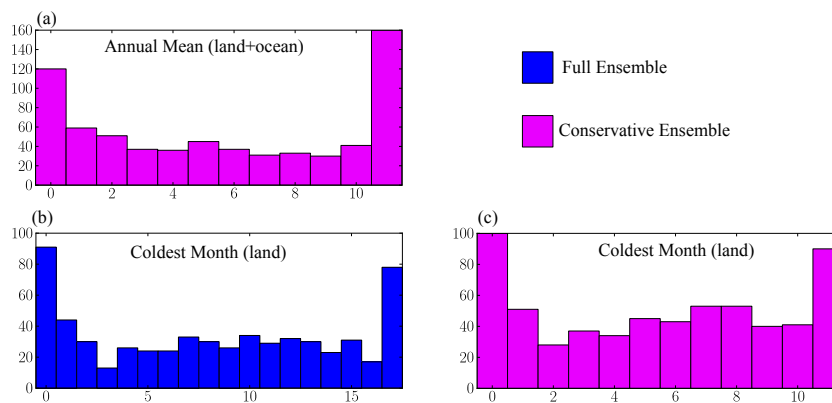 (a)
Annual Mean (land+ocean)
160
140
120
100
80
60
40
20
0
0 2 4 6 8 10
Full Ensemble
Conservative Ensemble
(b)
Coldest Month (land)
100
80
60
40
20
0
0 5 10 15
(c)
Coldest Month (land)
100
80
60
40
20
0
0 2 4 6 8 10